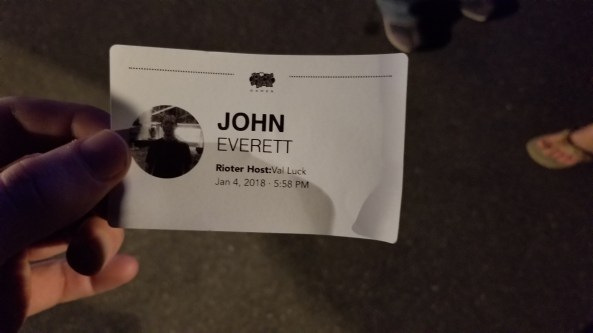 JOHN
EVERETT
Rioter Host:Val Luck
Jan 4, 2018 · 5:58 PM